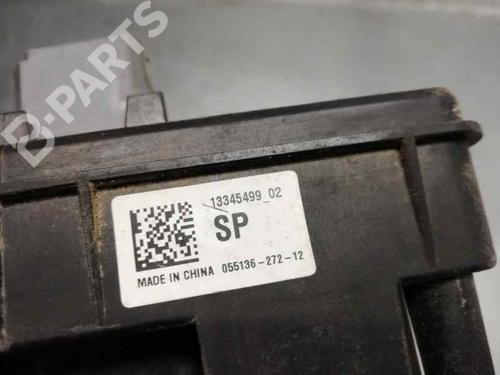 B-PARTS
13345499_02
SP
MADE IN CHINA 055136-272-12